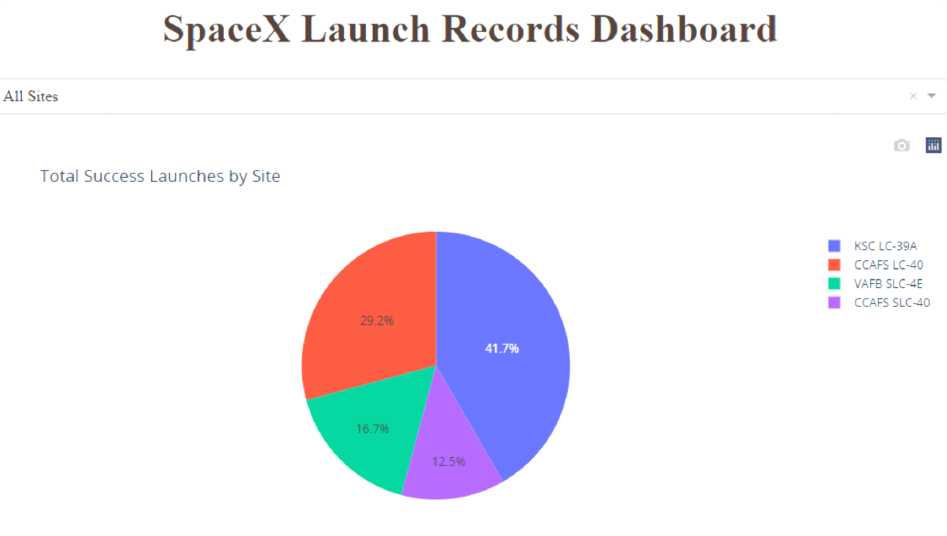 SpaceX Launch Records Dashboard
All Sites
Total Success Launches by Site
KSC LC-39A
CCAFS LC-40
VAFB SLC-4E
CCAFS SLC-40
29.2%
41.7%
16.7%
12.5%